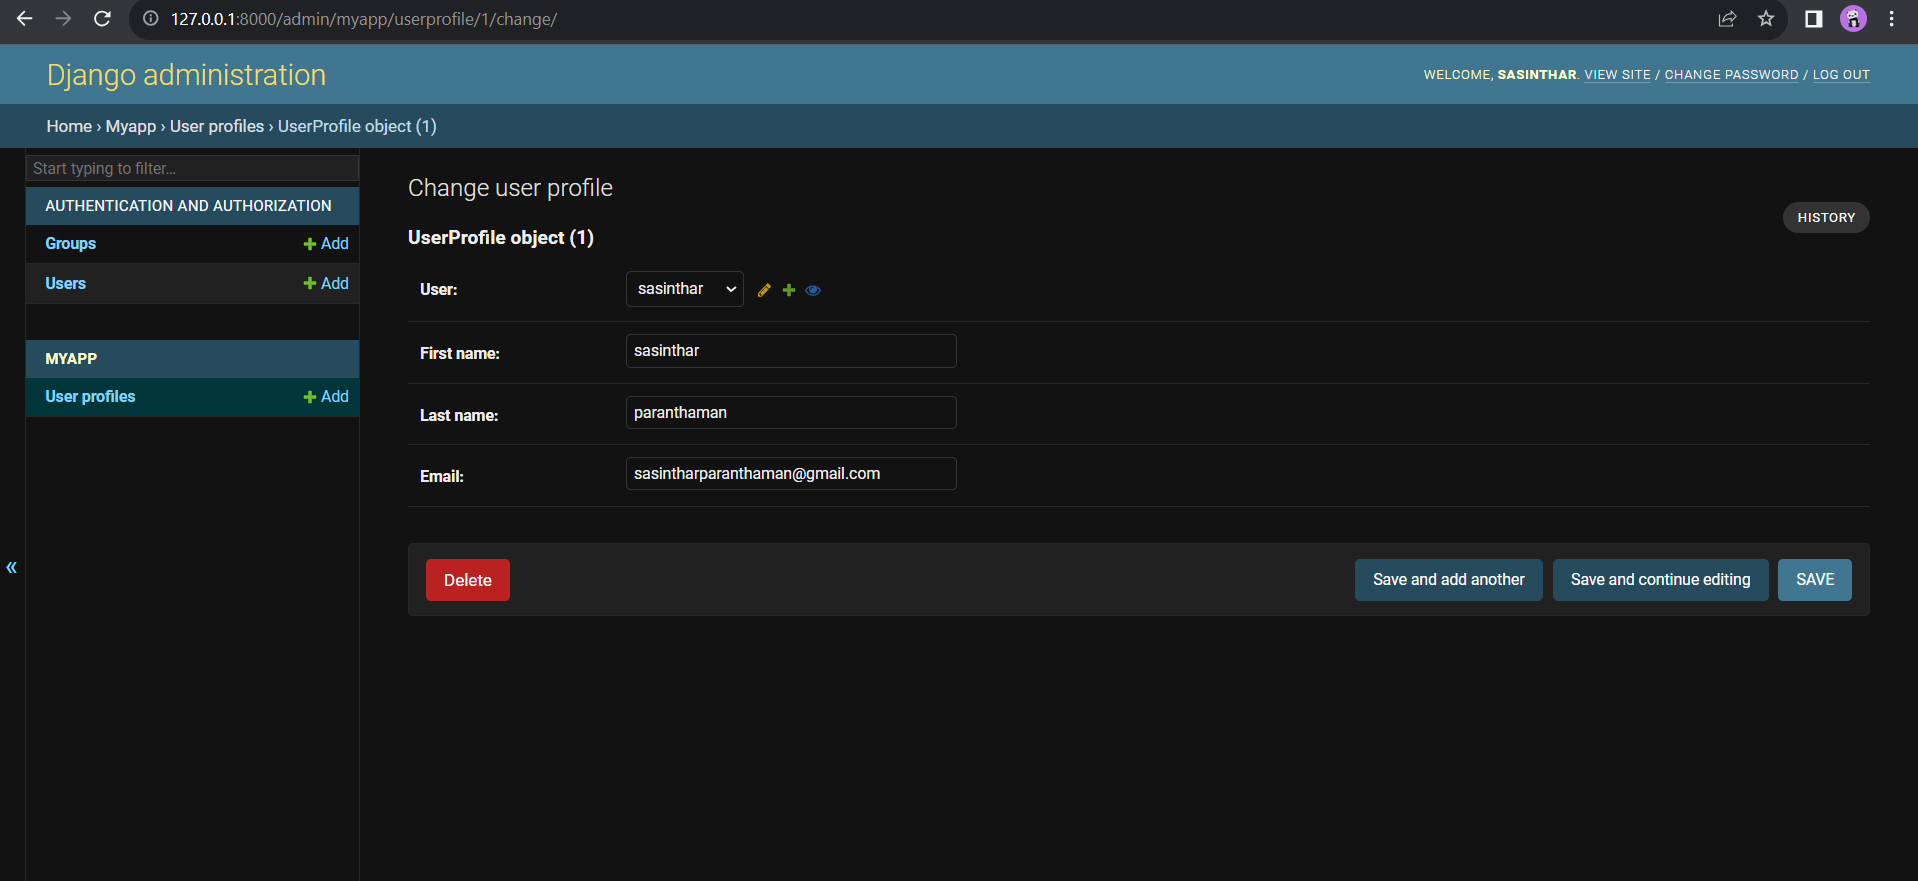 127.0.0.1:8000/admin/myapp/userprofile/1/change/
Django administration
WELCOME, SASINTHAR. VIEW SITE / CHANGE PASSWORD / LOG OUT
Home › Myapp › User profiles › UserProfile object (1)
Start typing to filter...
AUTHENTICATION AND AUTHORIZATION
Groups + Add
Users + Add
MYAPP
User profiles + Add
«
Change user profile
HISTORY
UserProfile object (1)
User: sasinthar
First name: sasinthar
Last name: paranthaman
Email: sasintharparanthaman@gmail.com
Delete Save and add another Save and continue editing SAVE